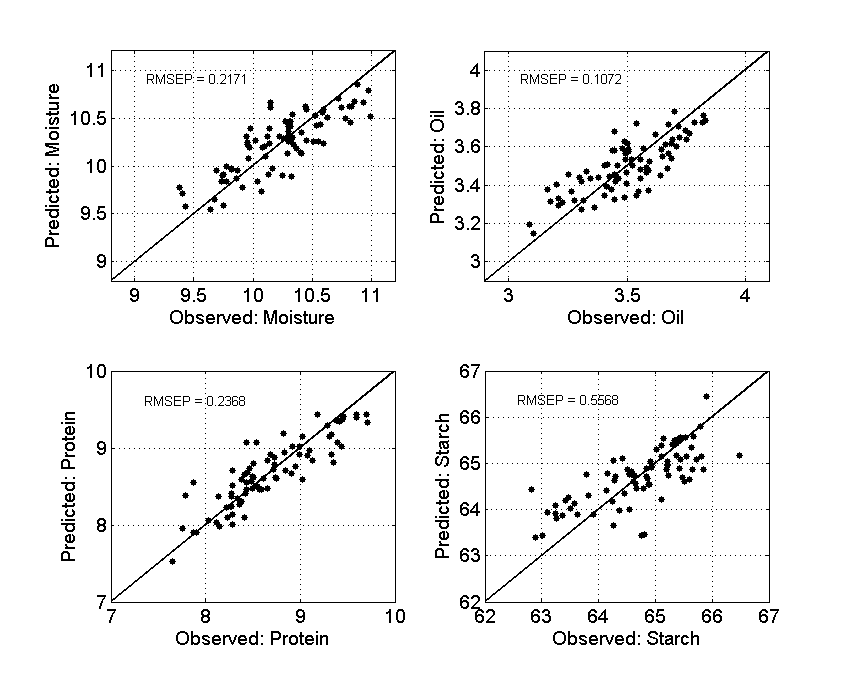 RMSEP = 0.2171
11
10.5
10
9.5
9
9 9.5 10 10.5 11
Predicted: Moisture
Observed: Moisture
RMSEP = 0.1072
4
3.8
3.6
3.4
3.2
3
3 3.5 4
Predicted: Oil
Observed: Oil
RMSEP = 0.2368
10
9
8
7
7 8 9 10
Predicted: Protein
Observed: Protein
RMSEP = 0.5568
67
66
65
64
63
62
62 63 64 65 66 67
Predicted: Starch
Observed: Starch